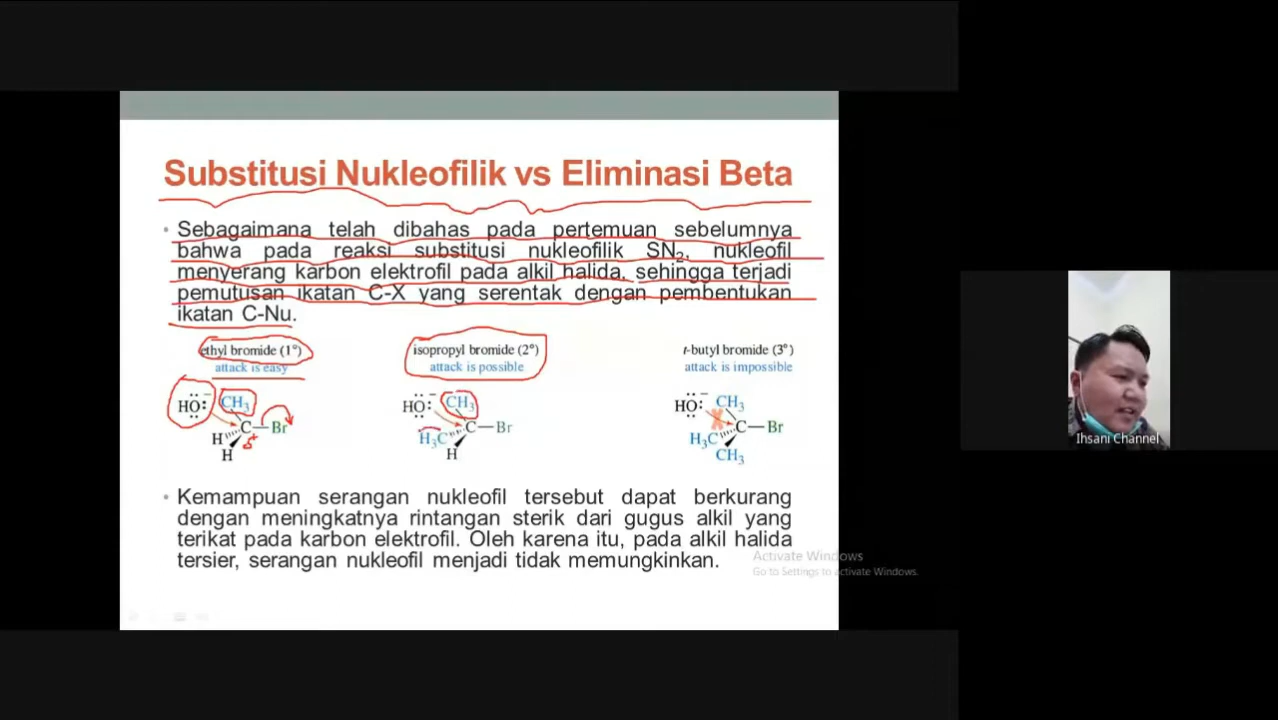 Substitusi Nukleofilik vs Eliminasi Beta
• Sebagaimana telah dibahas pada pertemuan sebelumnya
bahwa pada reaksi substitusi nukleofilik SN₂, nukleofil
menyerang karbon elektrofil pada alkil halida, sehingga terjadi
pemutusan ikatan C-X yang serentak dengan pembentukan
ikatan C-Nu.
ethyl bromide (1°)
attack is easy
HO:⁻ CH₃
C—Br
H δ+
H
isopropyl bromide (2°)
attack is possible
HO:⁻ CH₃
C—Br
H₃C
H
t-butyl bromide (3°)
attack is impossible
HO:⁻ CH₃
C—Br
H₃C
CH₃
• Kemampuan serangan nukleofil tersebut dapat berkurang
dengan meningkatnya rintangan sterik dari gugus alkil yang
terikat pada karbon elektrofil. Oleh karena itu, pada alkil halida
tersier, serangan nukleofil menjadi tidak memungkinkan.
Activate Windows
Go to Settings to activate Windows.
Ihsani Channel